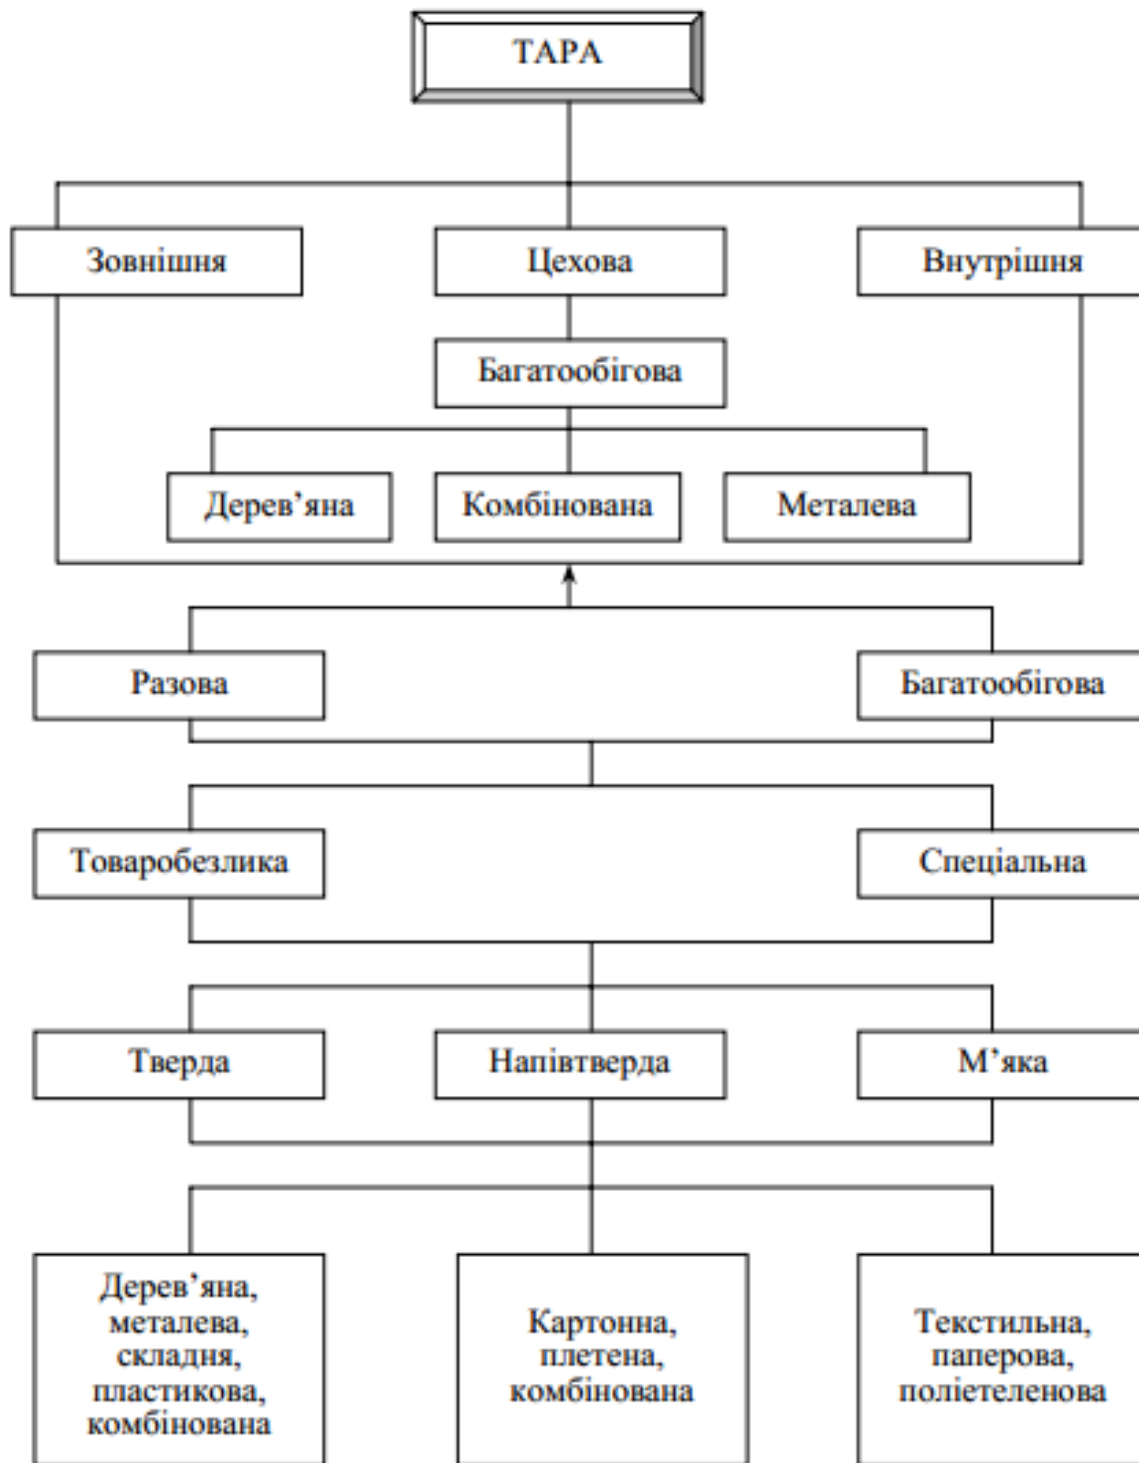 ТАРА
Зовнішня
Цехова
Внутрішня
Багатообігова
Дерев’яна
Комбінована
Металева
Разова
Багатообігова
Товаробезлика
Спеціальна
Тверда
Напівтверда
М’яка
Дерев’яна,
металева,
складня,
пластикова,
комбінована
Картонна,
плетена,
комбінована
Текстильна,
паперова,
поліетеленова